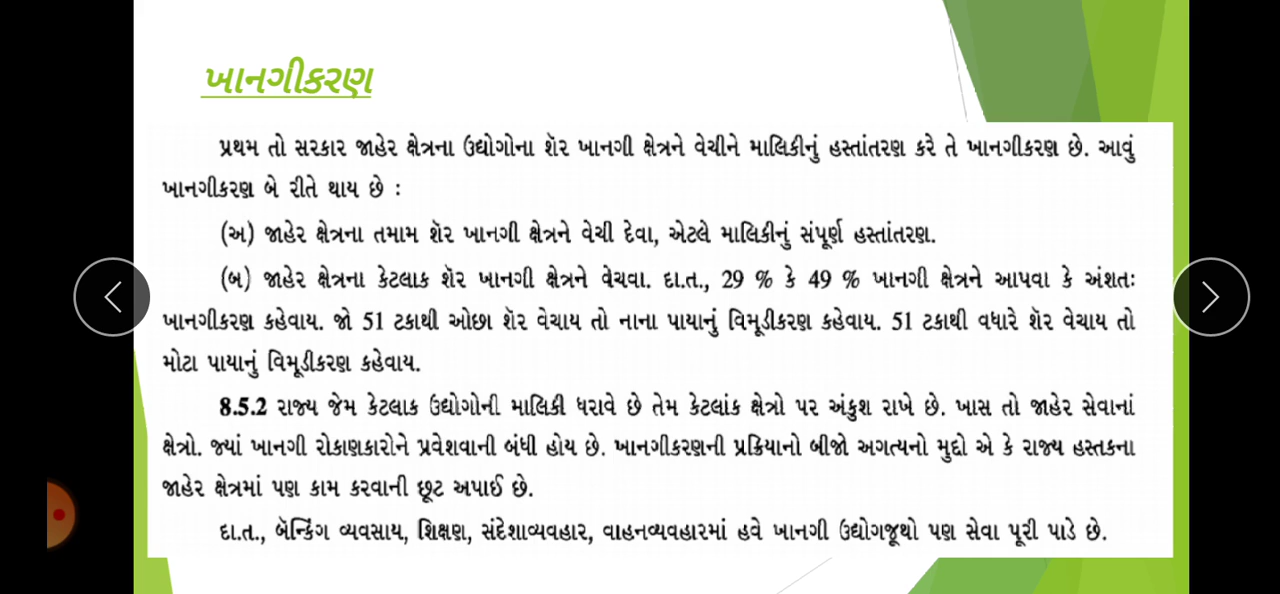 ખાનગીકરણ
પ્રથમ તો સરકાર જાહેર ક્ષેત્રના ઉદ્યોગોના શૅર ખાનગી ક્ષેત્રને વેચીને માલિકીનું હસ્તાંતરણ કરે તે ખાનગીકરણ છે. આવું
ખાનગીકરણ બે રીતે થાય છે :
(અ) જાહેર ક્ષેત્રના તમામ શૅર ખાનગી ક્ષેત્રને વેચી દેવા, એટલે માલિકીનું સંપૂર્ણ હસ્તાંતરણ.
(બ) જાહેર ક્ષેત્રના કેટલાક શૅર ખાનગી ક્ષેત્રને વેચવા. દા.ત., 29 % કે 49 % ખાનગી ક્ષેત્રને આપવા કે અંશતઃ
ખાનગીકરણ કહેવાય. જો 51 ટકાથી ઓછા શૅર વેચાય તો નાના પાયાનું વિમૂડીકરણ કહેવાય. 51 ટકાથી વધારે શૅર વેચાય તો
મોટા પાયાનું વિમૂડીકરણ કહેવાય.
8.5.2 રાજ્ય જેમ કેટલાક ઉદ્યોગોની માલિકી ધરાવે છે તેમ કેટલાંક ક્ષેત્રો પર અંકુશ રાખે છે. ખાસ તો જાહેર સેવાનાં
ક્ષેત્રો. જ્યાં ખાનગી રોકાણકારોને પ્રવેશવાની બંધી હોય છે. ખાનગીકરણની પ્રક્રિયાનો બીજો અગત્યનો મુદ્દો એ કે રાજ્ય હસ્તકના
જાહેર ક્ષેત્રમાં પણ કામ કરવાની છૂટ અપાઈ છે.
દા.ત., બૅન્કિંગ વ્યવસાય, શિક્ષણ, સંદેશાવ્યવહાર, વાહનવ્યવહારમાં હવે ખાનગી ઉદ્યોગજૂથો પણ સેવા પૂરી પાડે છે.